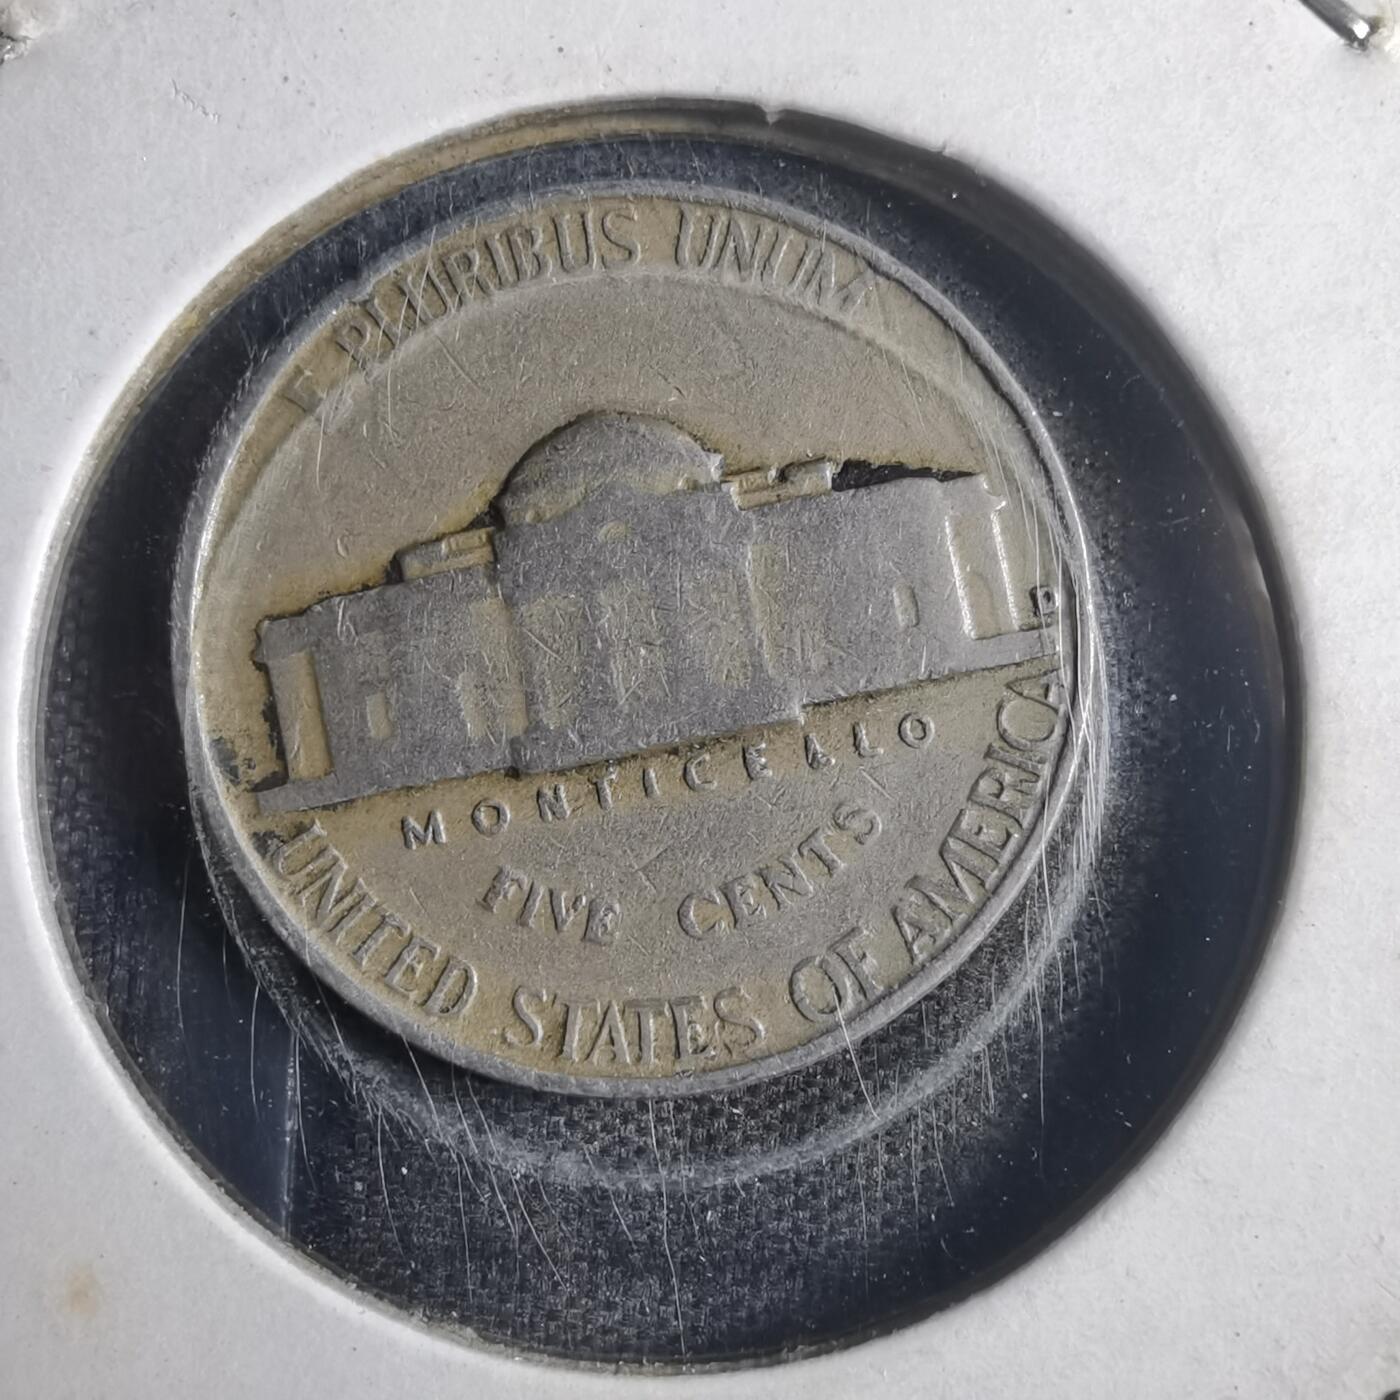 E PLURIBUS UNUM
MONTICELLO
FIVE CENTS
UNITED STATES OF AMERICA